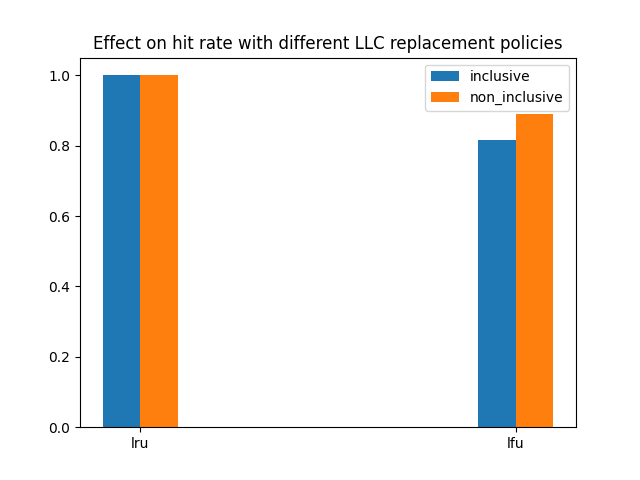 Effect on hit rate with different LLC replacement policies
inclusive
non_inclusive
1.0
0.8
0.6
0.4
0.2
0.0
lru
lfu